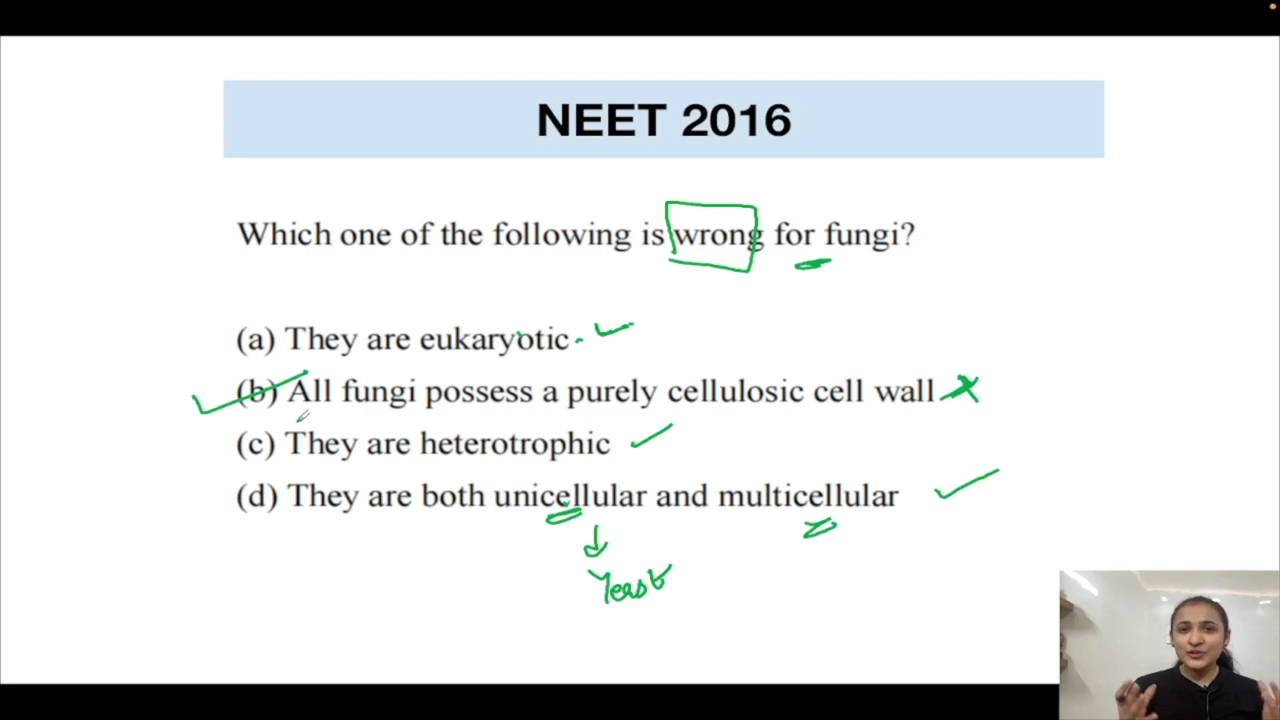 NEET 2016
Which one of the following is wrong for fungi?
(a) They are eukaryotic
(b) All fungi possess a purely cellulosic cell wall
(c) They are heterotrophic
(d) They are both unicellular and multicellular
Yeast